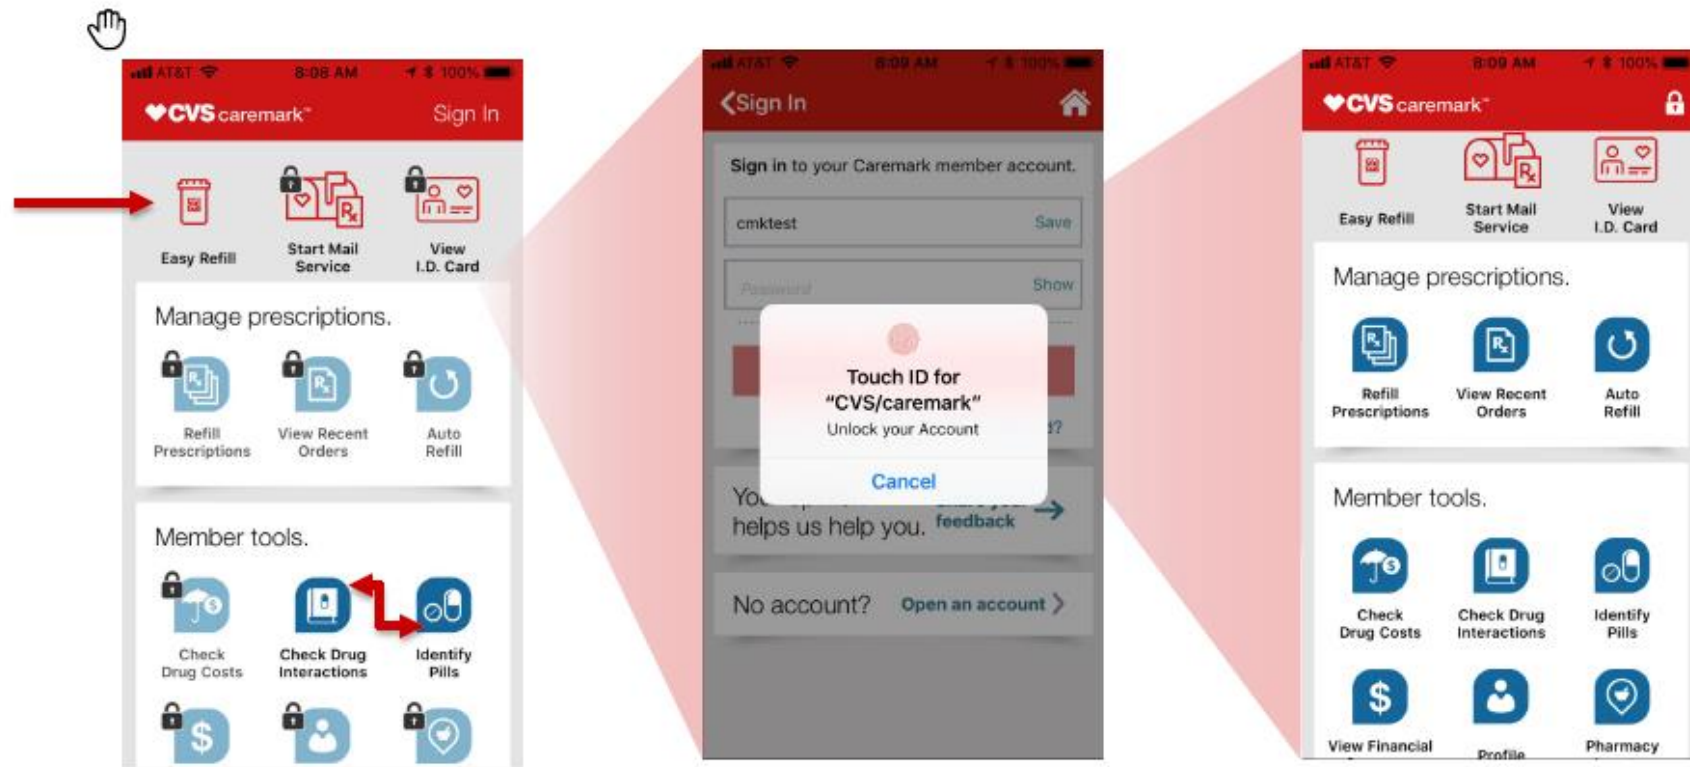 AT&T 8:08 AM 100%
CVS caremark™ Sign In
Easy Refill
Start Mail
Service
View
I.D. Card
Manage prescriptions.
Refill
Prescriptions
View Recent
Orders
Auto
Refill
Member tools.
Check
Drug Costs
Check Drug
Interactions
Identify
Pills
AT&T 8:09 AM 100%
Sign In
Sign in to your Caremark member account.
cmktest Save
Password Show
Touch ID for
“CVS/caremark”
Unlock your Account
Cancel
helps us help you. feedback
No account? Open an account
AT&T 8:09 AM 100%
CVS caremark™
Easy Refill
Start Mail
Service
View
I.D. Card
Manage prescriptions.
Refill
Prescriptions
View Recent
Orders
Auto
Refill
Member tools.
Check
Drug Costs
Check Drug
Interactions
Identify
Pills
View Financial
Profile
Pharmacy